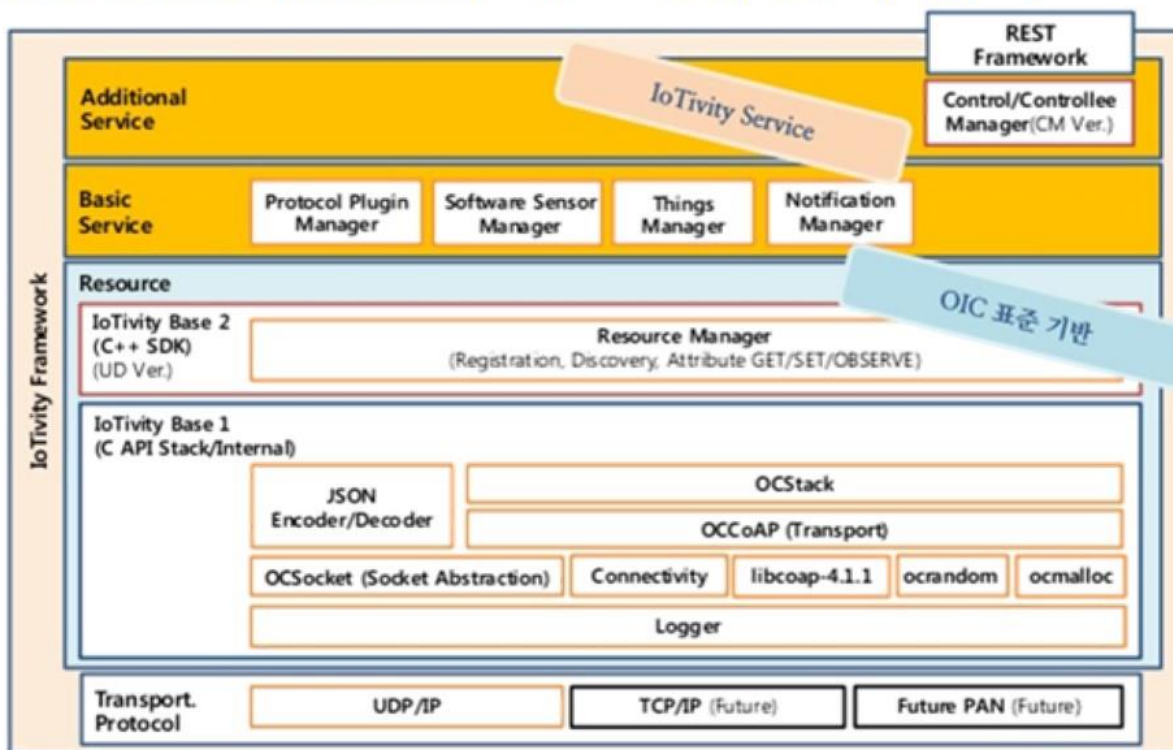 REST
Framework
Additional
Service
IoTivity Service
Control/Controllee
Manager(CM Ver.)
Basic
Service
Protocol Plugin
Manager
Software Sensor
Manager
Things
Manager
Notification
Manager
IoTivity Framework
Resource
OIC 표준 기반
IoTivity Base 2
(C++ SDK)
(UD Ver.)
Resource Manager
(Registration, Discovery, Attribute GET/SET/OBSERVE)
IoTivity Base 1
(C API Stack/Internal)
JSON
Encoder/Decoder
OCStack
OCCoAP (Transport)
OCSocket (Socket Abstraction)
Connectivity
libcoap-4.1.1
ocrandom
ocmalloc
Logger
Transport.
Protocol
UDP/IP
TCP/IP (Future)
Future PAN (Future)